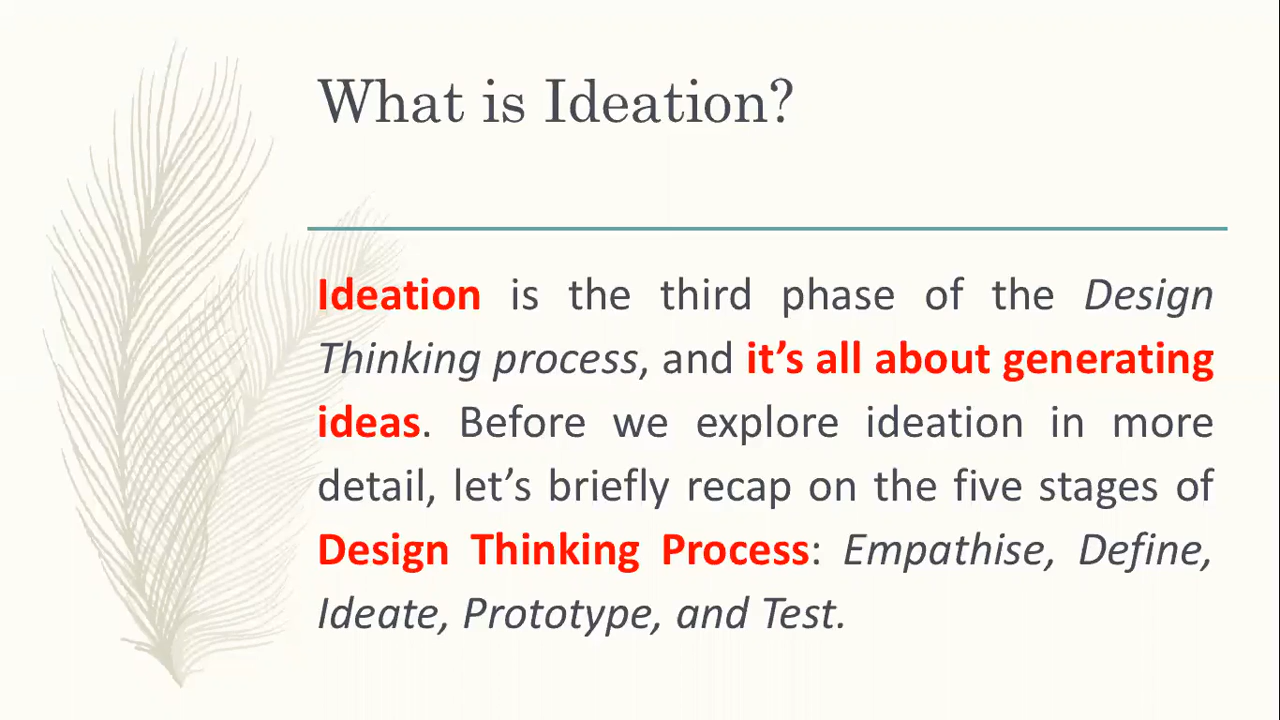 What is Ideation?
Ideation is the third phase of the Design
Thinking process, and it’s all about generating
ideas. Before we explore ideation in more
detail, let’s briefly recap on the five stages of
Design Thinking Process: Empathise, Define,
Ideate, Prototype, and Test.